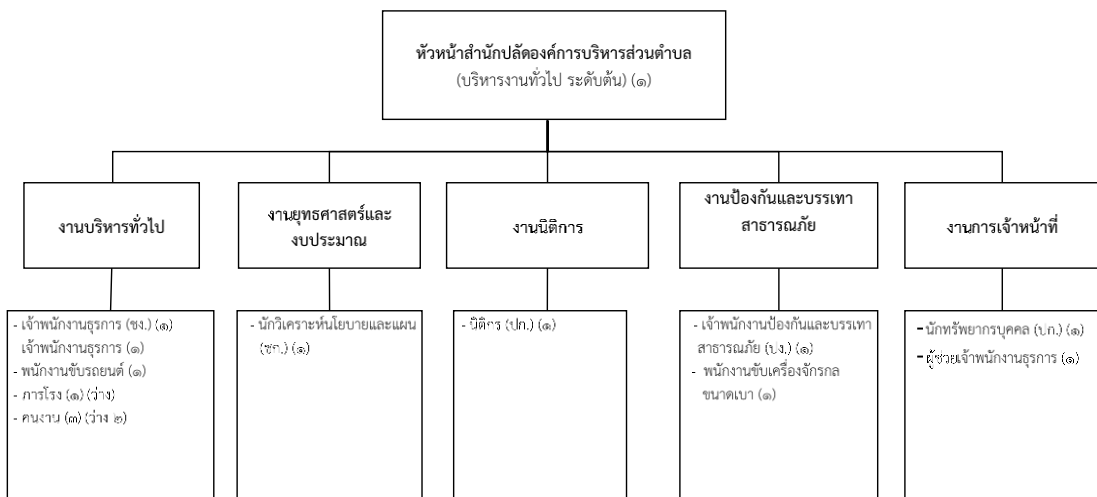 หัวหน้าสำนักปลัดองค์การบริหารส่วนตำบล
(บริหารงานทั่วไป ระดับต้น) (๑)
งานบริหารทั่วไป
งานยุทธศาสตร์และ
งบประมาณ
งานนิติการ
งานป้องกันและบรรเทา
สาธารณภัย
งานการเจ้าหน้าที่
- เจ้าพนักงานธุรการ (ชง.) (๑)
เจ้าพนักงานธุรการ (๑)
- พนักงานขับรถยนต์ (๑)
- ภารโรง (๑) (ว่าง)
- คนงาน (๓) (ว่าง ๒)
- นักวิเคราะห์นโยบายและแผน
(ชก.) (๑)
- นิติกร (ปก.) (๑)
- เจ้าพนักงานป้องกันและบรรเทา
สาธารณภัย (ปง.) (๑)
- พนักงานขับเครื่องจักรกล
ขนาดเบา (๑)
- นักทรัพยากรบุคคล (ปก.) (๑)
- ผู้ช่วยเจ้าพนักงานธุรการ (๑)